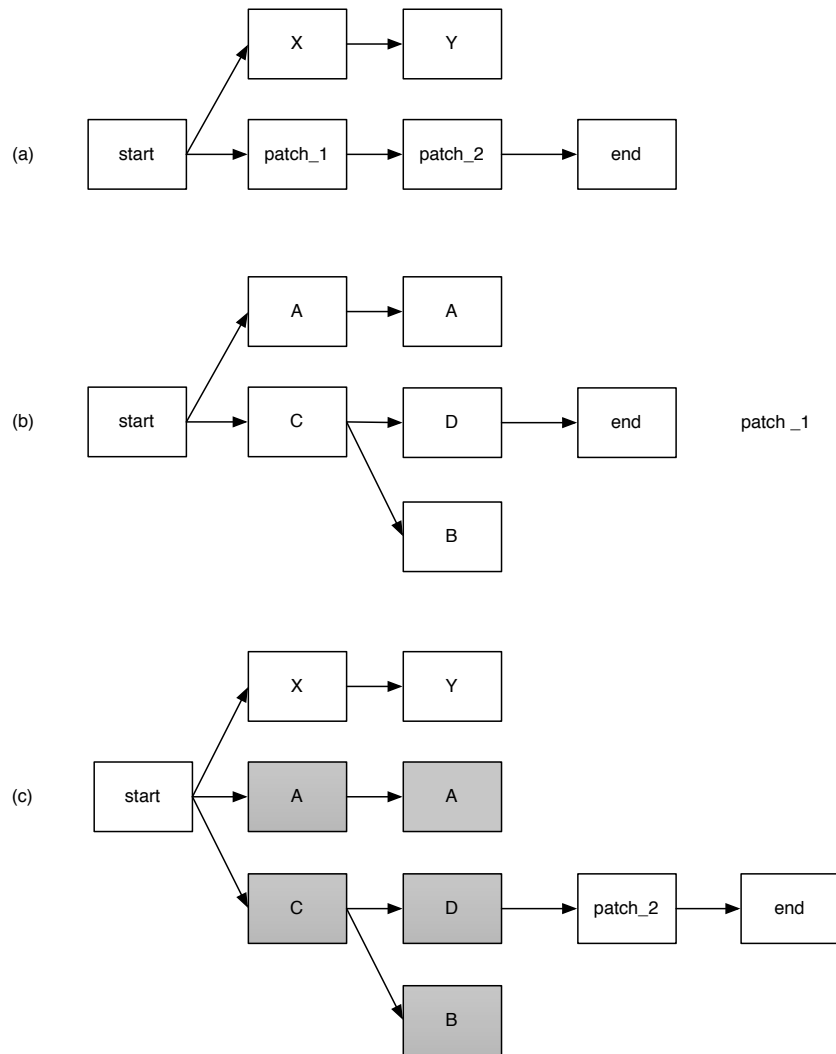 X Y
(a) start patch_1 patch_2 end
A A
(b) start C D end patch _1
B
X Y
(c) start A A
C D patch_2 end
B